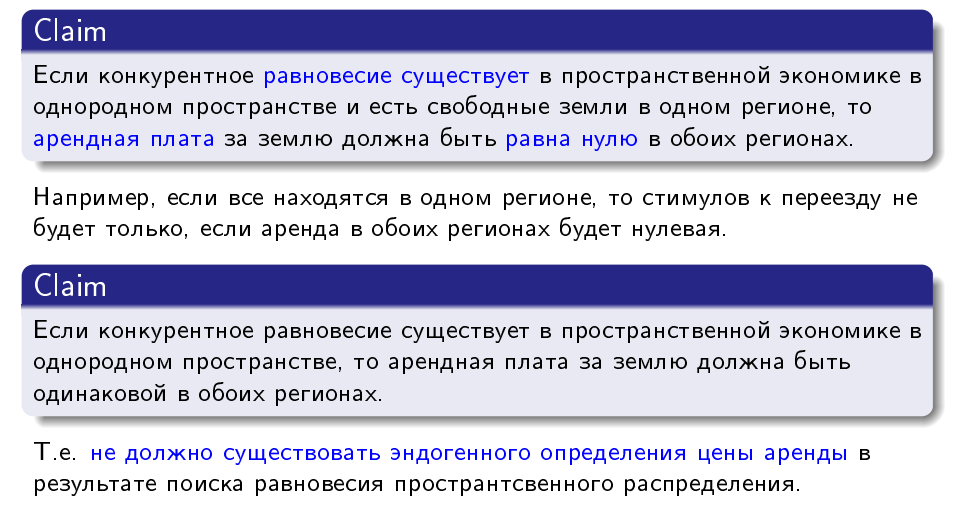 Claim
Если конкурентное равновесие существует в пространственной экономике в
однородном пространстве и есть свободные земли в одном регионе, то
арендная плата за землю должна быть равна нулю в обоих регионах.
Например, если все находятся в одном регионе, то стимулов к переезду не
будет только, если аренда в обоих регионах будет нулевая.
Claim
Если конкурентное равновесие существует в пространственной экономике в
однородном пространстве, то арендная плата за землю должна быть
одинаковой в обоих регионах.
Т.е. не должно существовать эндогенного определения цены аренды в
результате поиска равновесия пространтсвенного распределения.